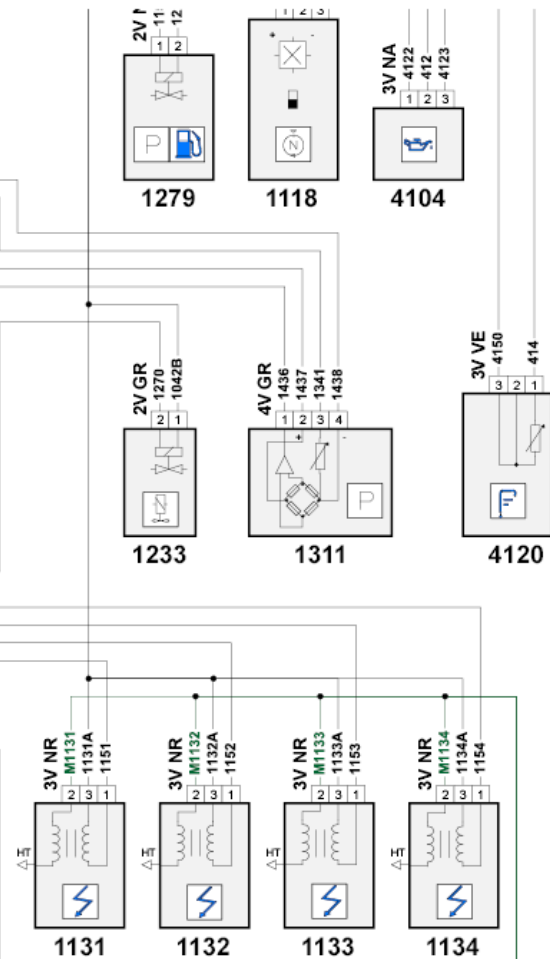 2V
11
12
1 2
P
1279
1 2 3
+ -
N
1118
3V NA
4122
412
4123
1 2 3
4104
2V GR
1270
1042B
2 1
1233
4V GR
1436
1437
1341
1438
1 2 3 4
+ -
P
1311
3V VE
4150
414
3 2 1
4120
3V NR
M1131
1131A
1151
2 3 1
HT
1131
3V NR
M1132
1132A
1152
2 3 1
HT
1132
3V NR
M1133
1133A
1153
2 3 1
HT
1133
3V NR
M1134
1134A
1154
2 3 1
HT
1134